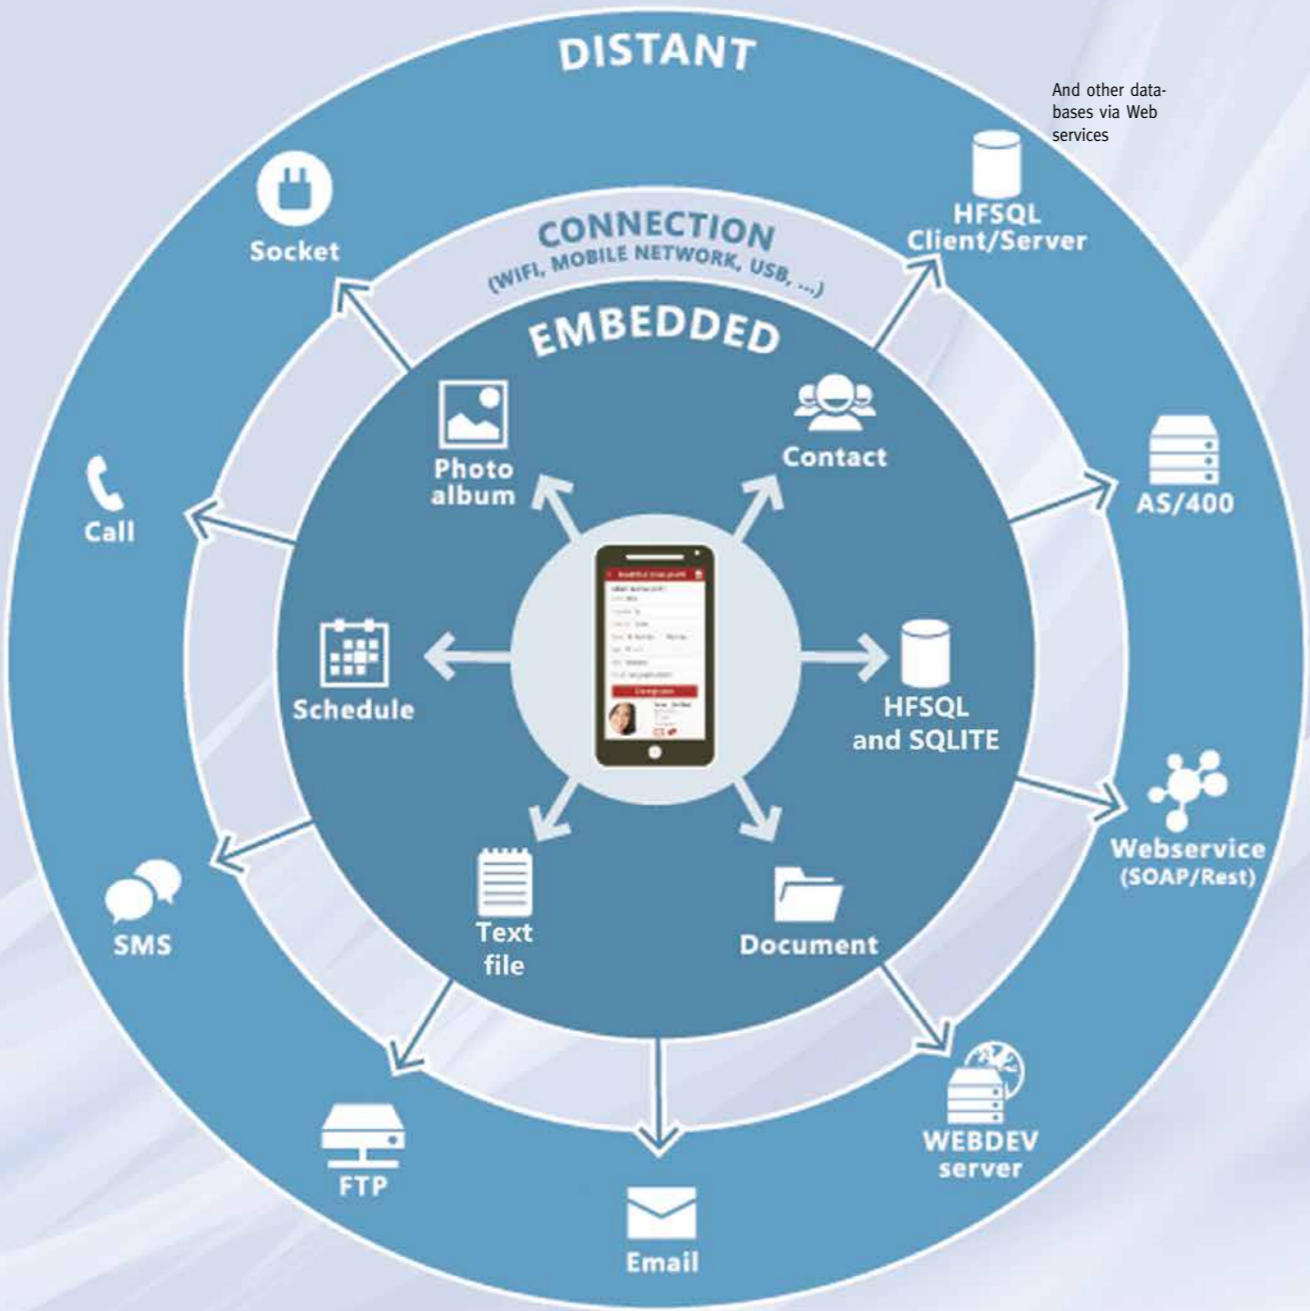 DISTANT
And other data-
bases via Web
services
HFSQL
Client/Server
Socket
CONNECTION
(WIFI, MOBILE NETWORK, USB, ...)
EMBEDDED
Photo
album
Contact
Call
AS/400
Schedule
HFSQL
and SQLITE
Webservice
(SOAP/Rest)
Text
file
Document
SMS
WEBDEV
server
FTP
Email